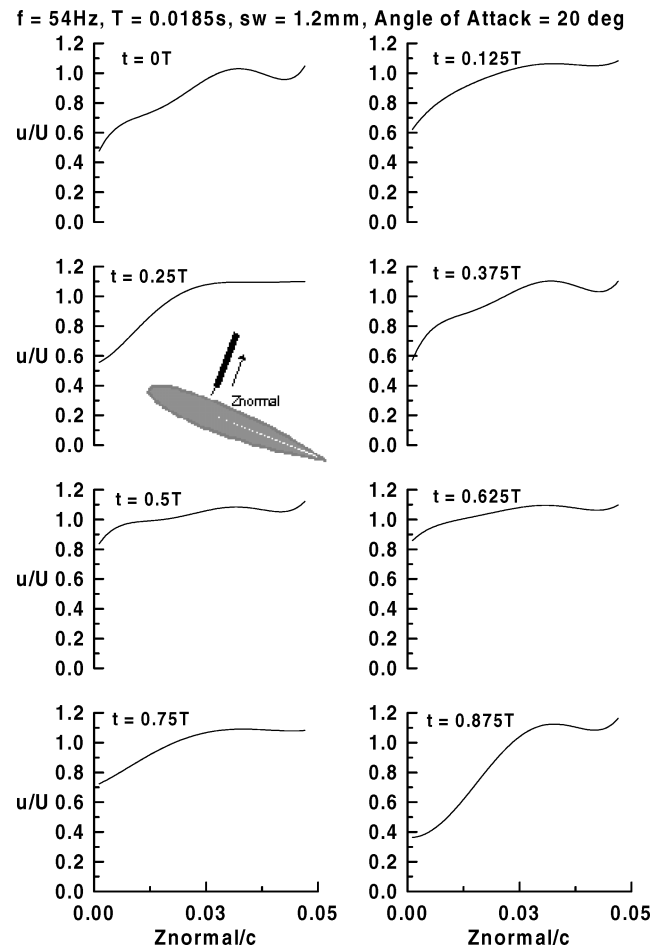 f = 54Hz, T = 0.0185s, sw = 1.2mm, Angle of Attack = 20 deg
t = 0T
1.2
1.0
0.8
u/U 0.6
0.4
0.2
0.0
t = 0.125T
1.2
1.0
0.8
0.6
0.4
0.2
0.0
t = 0.25T
1.2
1.0
0.8
u/U 0.6
0.4
0.2
0.0
Znormal
t = 0.375T
1.2
1.0
0.8
0.6
0.4
0.2
0.0
t = 0.5T
1.2
1.0
0.8
u/U 0.6
0.4
0.2
0.0
t = 0.625T
1.2
1.0
0.8
0.6
0.4
0.2
0.0
t = 0.75T
1.2
1.0
0.8
u/U 0.6
0.4
0.2
0.0
0.00 0.03 0.05
Znormal/c
t = 0.875T
1.2
1.0
0.8
0.6
0.4
0.2
0.0
0.00 0.03 0.05
Znormal/c